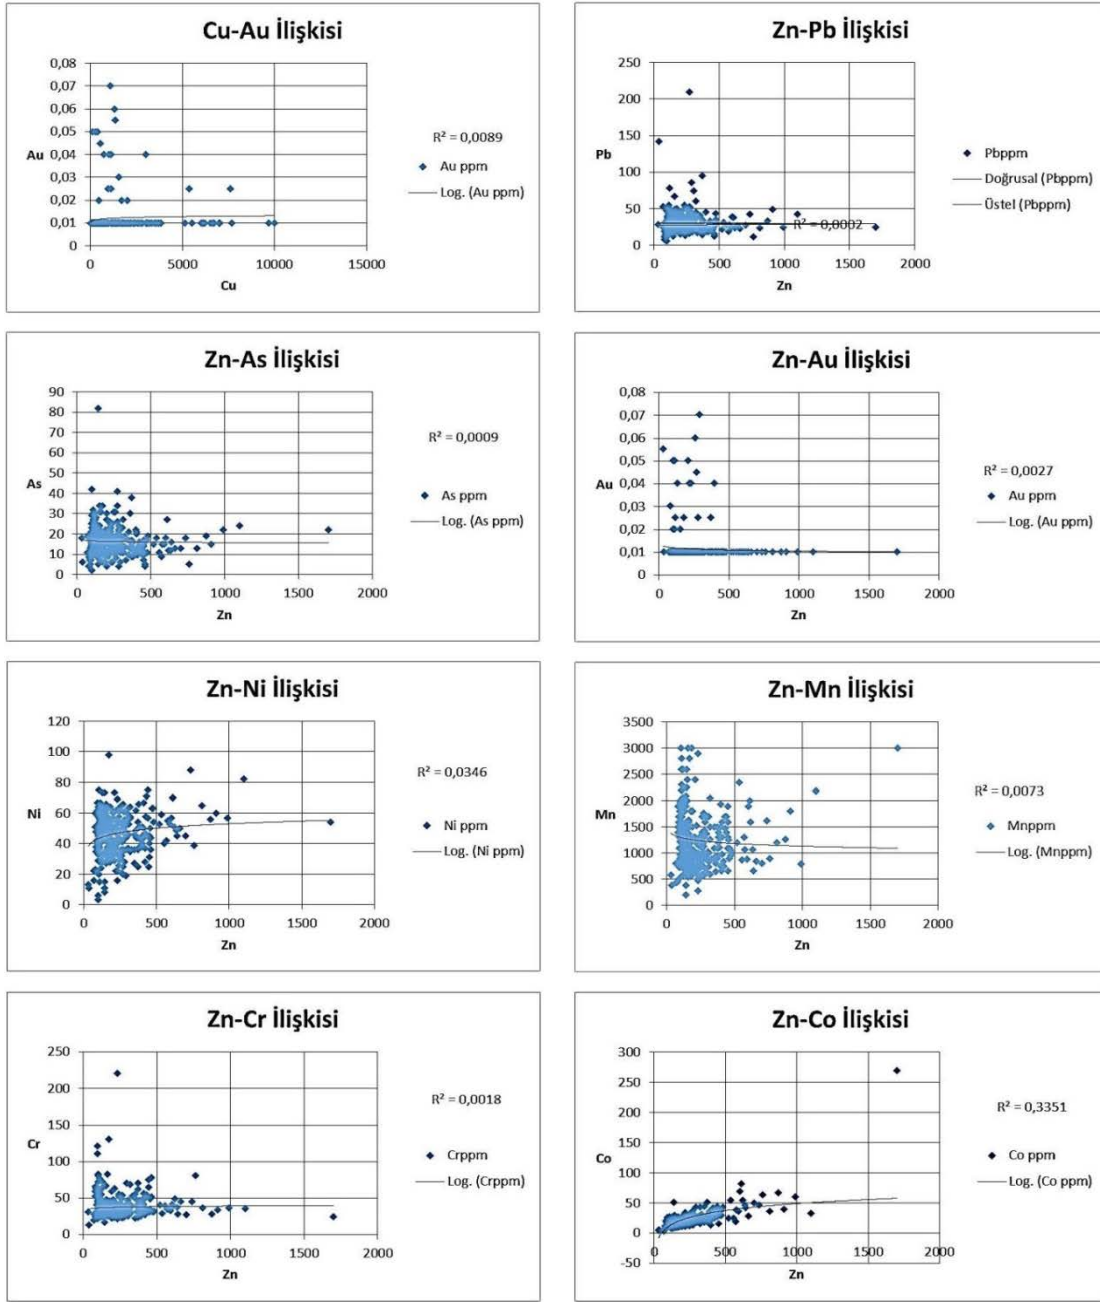 Cu-Au İlişkisi
0,08
0,07
0,06
0,05
Au 0,04
0,03
0,02
0,01
0
0 5000 10000 15000
Cu
R² = 0,0089
Au ppm
Log. (Au ppm)
Zn-Pb İlişkisi
250
200
150
Pb
100
50
0
0 500 1000 1500 2000
Zn
R² = 0,0002
Pbppm
Doğrusal (Pbppm)
Üstel (Pbppm)
Zn-As İlişkisi
90
80
70
60
50
As
40
30
20
10
0
0 500 1000 1500 2000
Zn
R² = 0,0009
As ppm
Log. (As ppm)
Zn-Au İlişkisi
0,08
0,07
0,06
0,05
Au 0,04
0,03
0,02
0,01
0
0 500 1000 1500 2000
Zn
R² = 0,0027
Au ppm
Log. (Au ppm)
Zn-Ni İlişkisi
120
100
80
Ni 60
40
20
0
0 500 1000 1500 2000
Zn
R² = 0,0346
Ni ppm
Log. (Ni ppm)
Zn-Mn İlişkisi
3500
3000
2500
2000
Mn
1500
1000
500
0
0 500 1000 1500 2000
Zn
R² = 0,0073
Mnppm
Log. (Mnppm)
Zn-Cr İlişkisi
250
200
150
Cr
100
50
0
0 500 1000 1500 2000
Zn
R² = 0,0018
Crppm
Log. (Crppm)
Zn-Co İlişkisi
300
250
200
150
Co
100
50
0
-50
0 500 1000 1500 2000
Zn
R² = 0,3351
Co ppm
Log. (Co ppm)